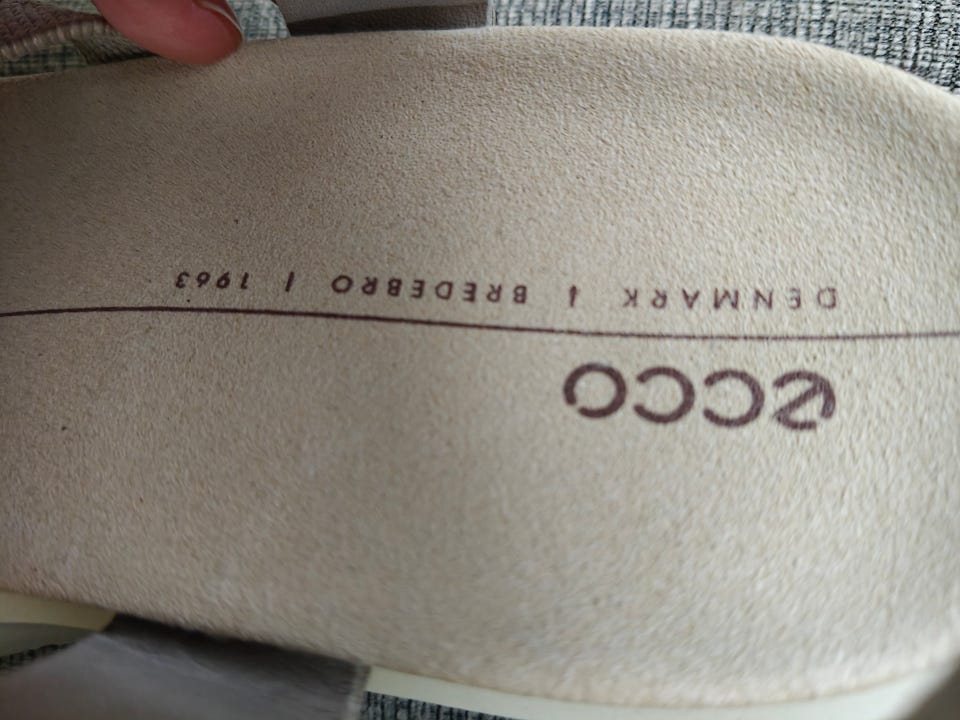 ecco
DENMARK | BREDEBRO | 1963